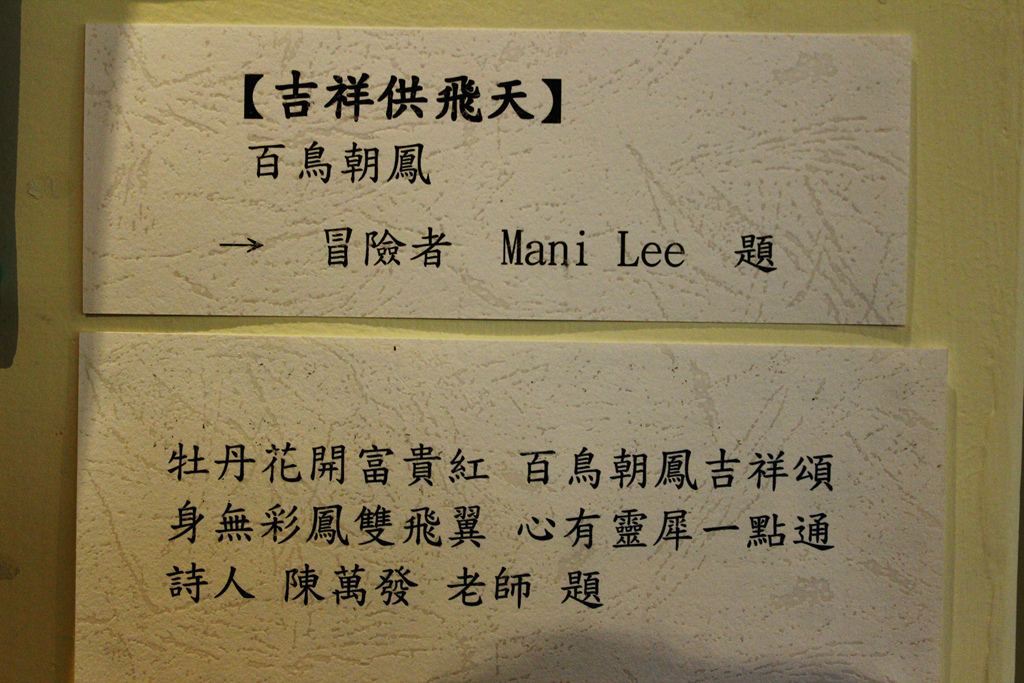 【吉祥供飛天】
百鳥朝鳳
→ 冒險者 Mani Lee 題
牡丹花開富貴紅 百鳥朝鳳吉祥頌
身無彩鳳雙飛翼 心有靈犀一點通
詩人 陳萬發 老師 題